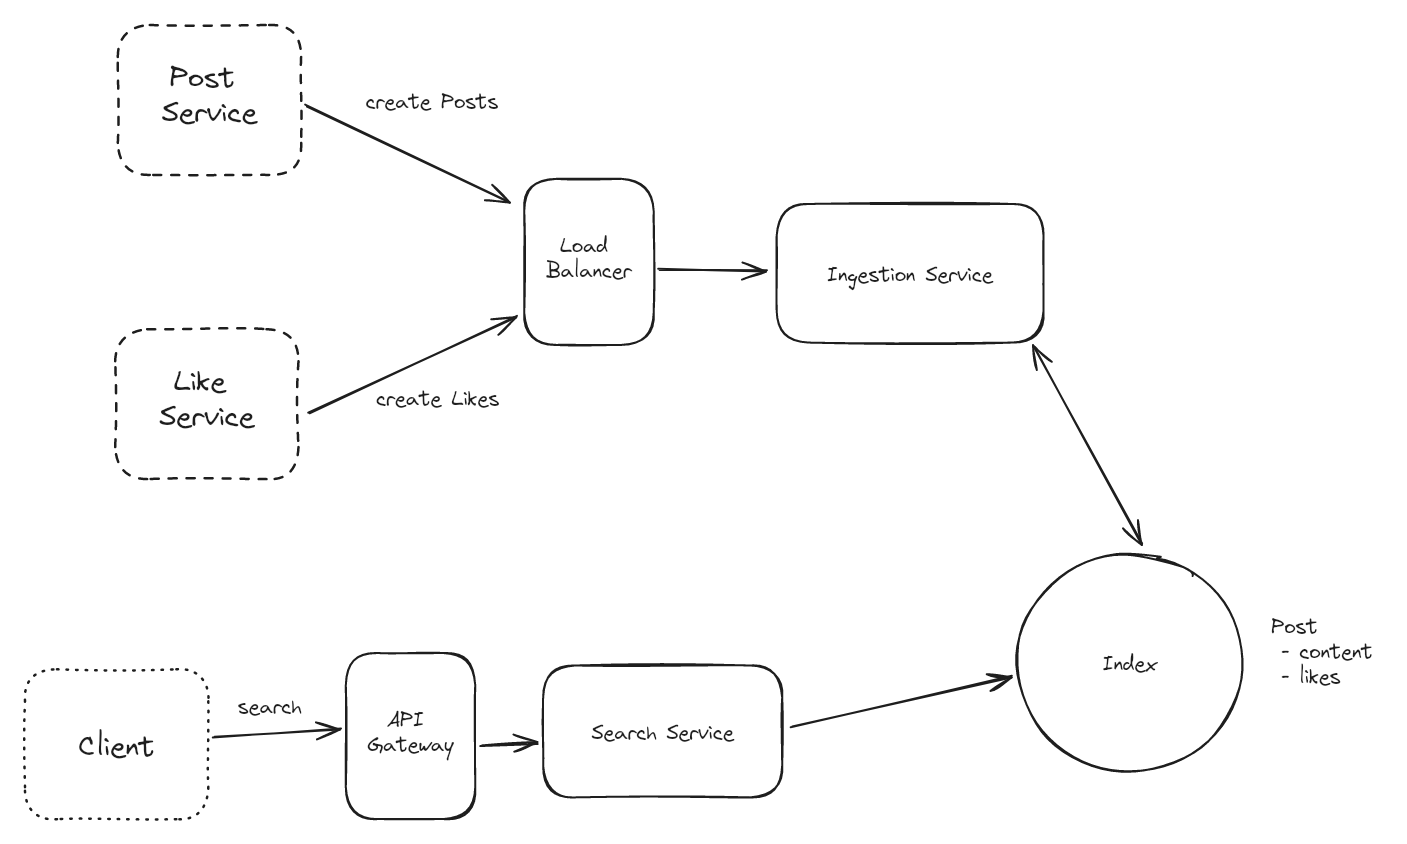 Post
Service
create Posts
Load
Balancer
Ingestion Service
Like
Service
create Likes
Client
search
API
Gateway
Search Service
Index
Post
- content
- likes